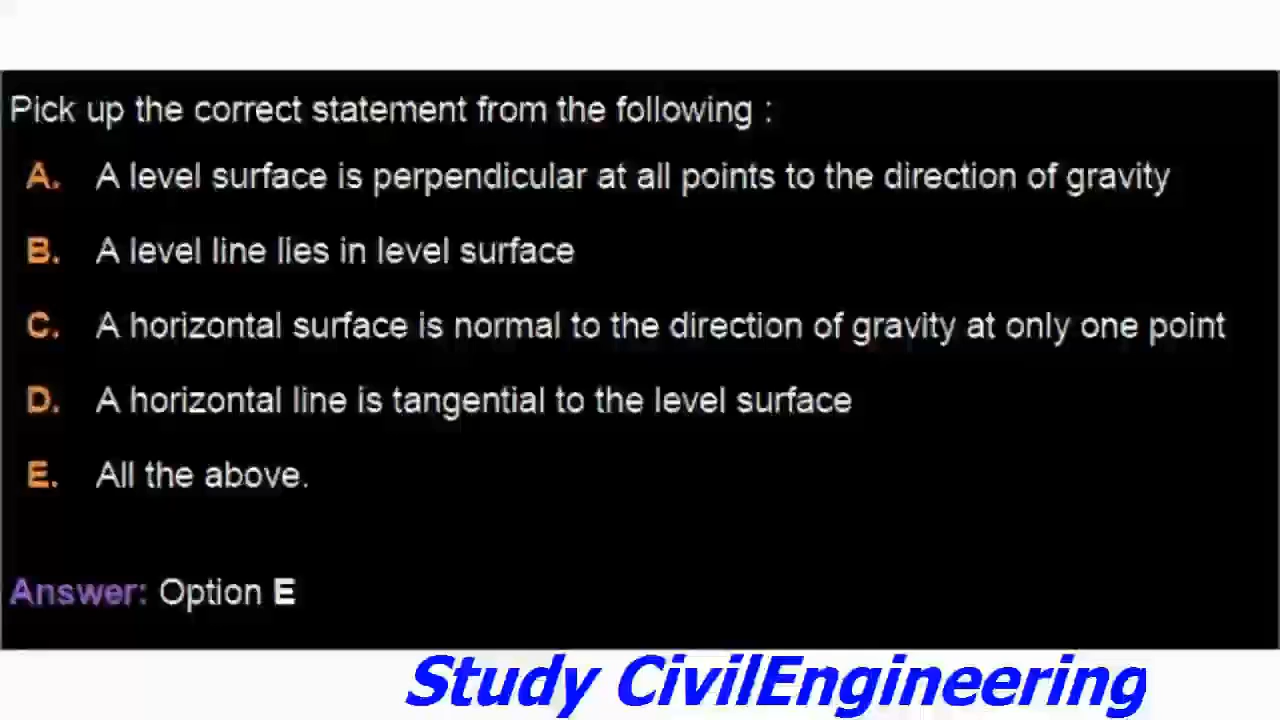 Pick up the correct statement from the following :
A. A level surface is perpendicular at all points to the direction of gravity
B. A level line lies in level surface
C. A horizontal surface is normal to the direction of gravity at only one point
D. A horizontal line is tangential to the level surface
E. All the above.
Answer: Option E
Study CivilEngineering